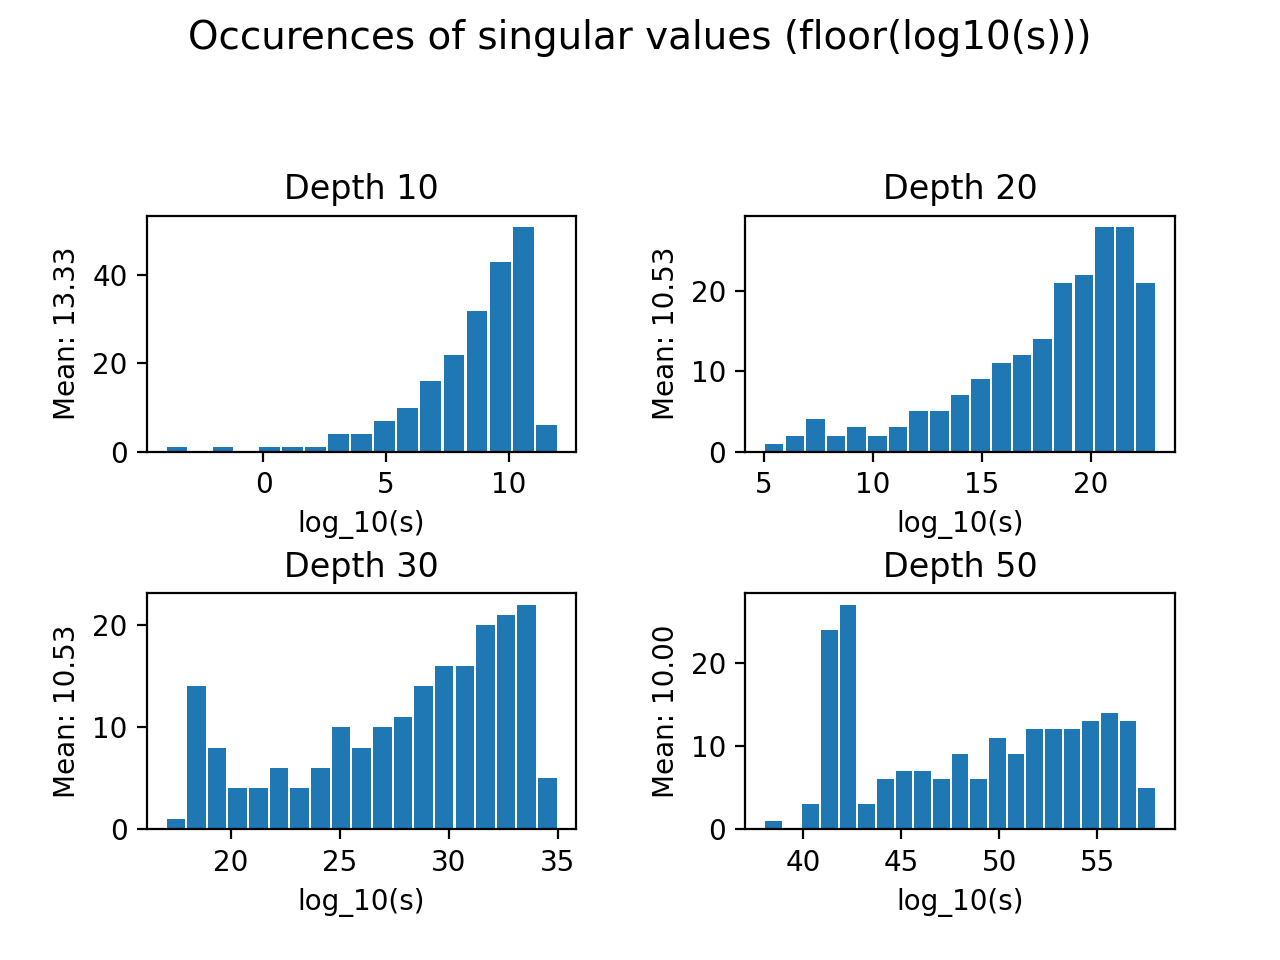 Occurences of singular values (floor(log10(s)))
Depth 10
Mean: 13.33
40
20
0
0 5 10
log_10(s)
Depth 20
Mean: 10.53
20
10
0
5 10 15 20
log_10(s)
Depth 30
Mean: 10.53
20
10
0
20 25 30 35
log_10(s)
Depth 50
Mean: 10.00
20
10
0
40 45 50 55
log_10(s)